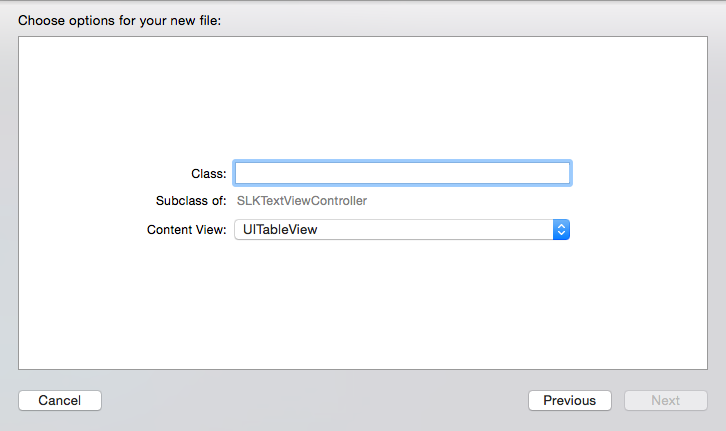 Choose options for your new file:
Class:
Subclass of: SLKTextViewController
Content View: UITableView
Cancel Previous Next